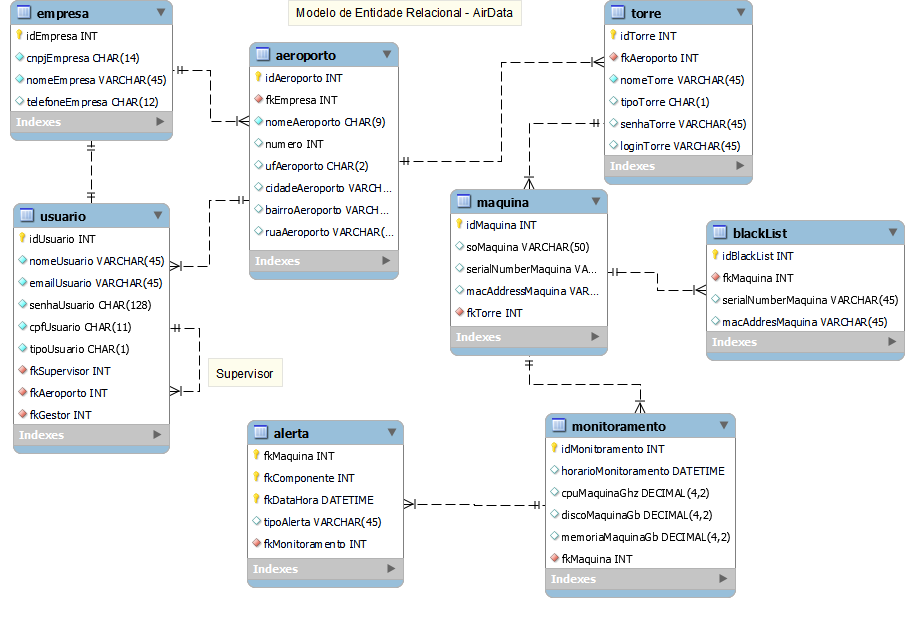 Modelo de Entidade Relacional - AirData
empresa
idEmpresa INT
cnpjEmpresa CHAR(14)
nomeEmpresa VARCHAR(45)
telefoneEmpresa CHAR(12)
Indexes
aeroporto
idAeroporto INT
fkEmpresa INT
nomeAeroporto CHAR(9)
numero INT
ufAeroporto CHAR(2)
cidadeAeroporto VARCH...
bairroAeroporto VARCH...
ruaAeroporto VARCHAR(...
Indexes
torre
idTorre INT
fkAeroporto INT
nomeTorre VARCHAR(45)
tipoTorre CHAR(1)
senhaTorre VARCHAR(45)
loginTorre VARCHAR(45)
Indexes
usuario
idUsuario INT
nomeUsuario VARCHAR(45)
emailUsuario VARCHAR(45)
senhaUsuario CHAR(128)
cpfUsuario CHAR(11)
tipoUsuario CHAR(1)
fkSupervisor INT
fkAeroporto INT
fkGestor INT
Indexes
Supervisor
maquina
idMaquina INT
soMaquina VARCHAR(50)
serialNumberMaquina VA...
macAddressMaquina VAR...
fkTorre INT
Indexes
blackList
idBlackList INT
fkMaquina INT
serialNumberMaquina VARCHAR(45)
macAddresMaquina VARCHAR(45)
Indexes
alerta
fkMaquina INT
fkComponente INT
fkDataHora DATETIME
tipoAlerta VARCHAR(45)
fkMonitoramento INT
Indexes
monitoramento
idMonitoramento INT
horarioMonitoramento DATETIME
cpuMaquinaGhz DECIMAL(4,2)
discoMaquinaGb DECIMAL(4,2)
memoriaMaquinaGb DECIMAL(4,2)
fkMaquina INT
Indexes